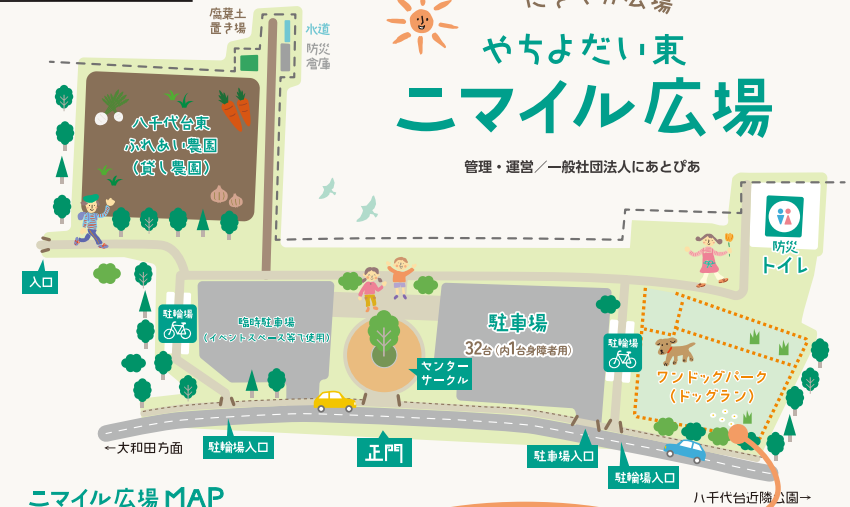 腐葉土
置き場
水道
防災
倉庫
やちよだい東
ニマイル広場
管理・運営／一般社団法人にあとぴあ
八千代台東
ふれあい農園
（貸し農園）
防災
トイレ
入口
駐輪場
臨時駐車場
（イベントスペース等で使用）
駐車場
32台（内1台身障者用）
駐輪場
センター
サークル
ワンドッグパーク
（ドッグラン）
←大和田方面
駐輪場入口
正門
駐車場入口
駐輪場入口
八千代台近隣公園→
ニマイル広場 MAP